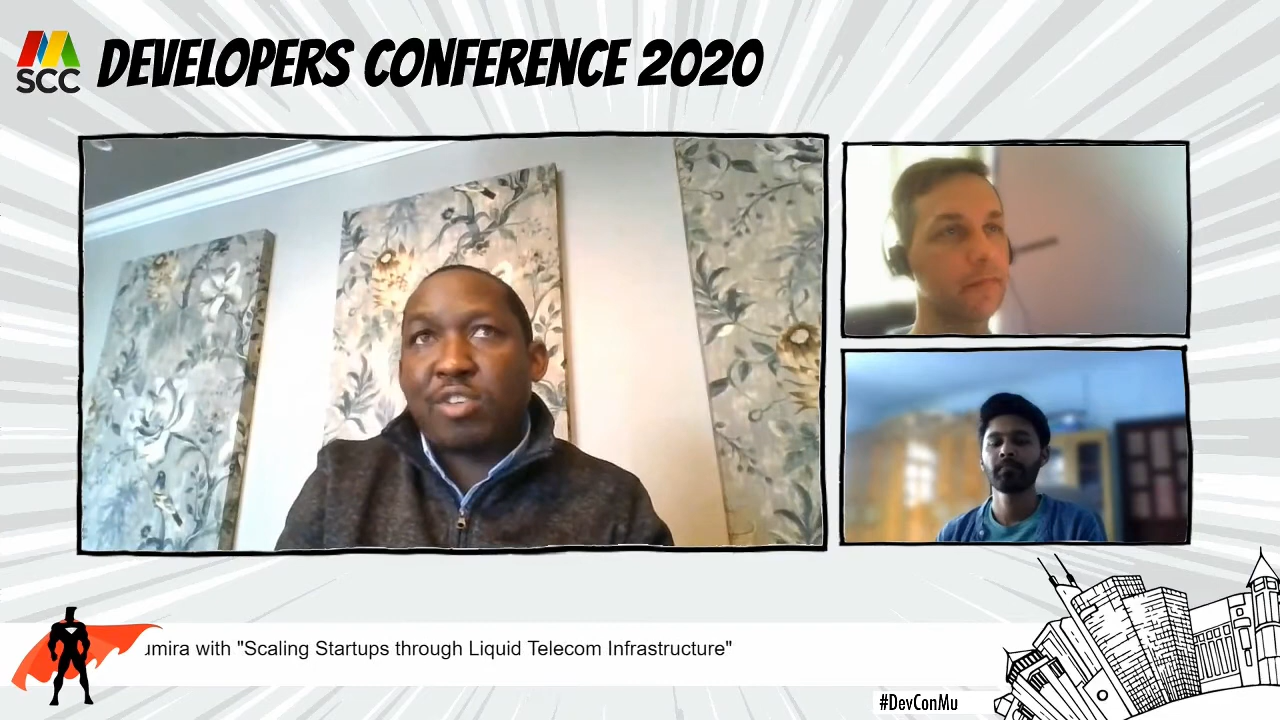 SCC
DEVELOPERS CONFERENCE 2020
umira with "Scaling Startups through Liquid Telecom Infrastructure"
#DevConMu